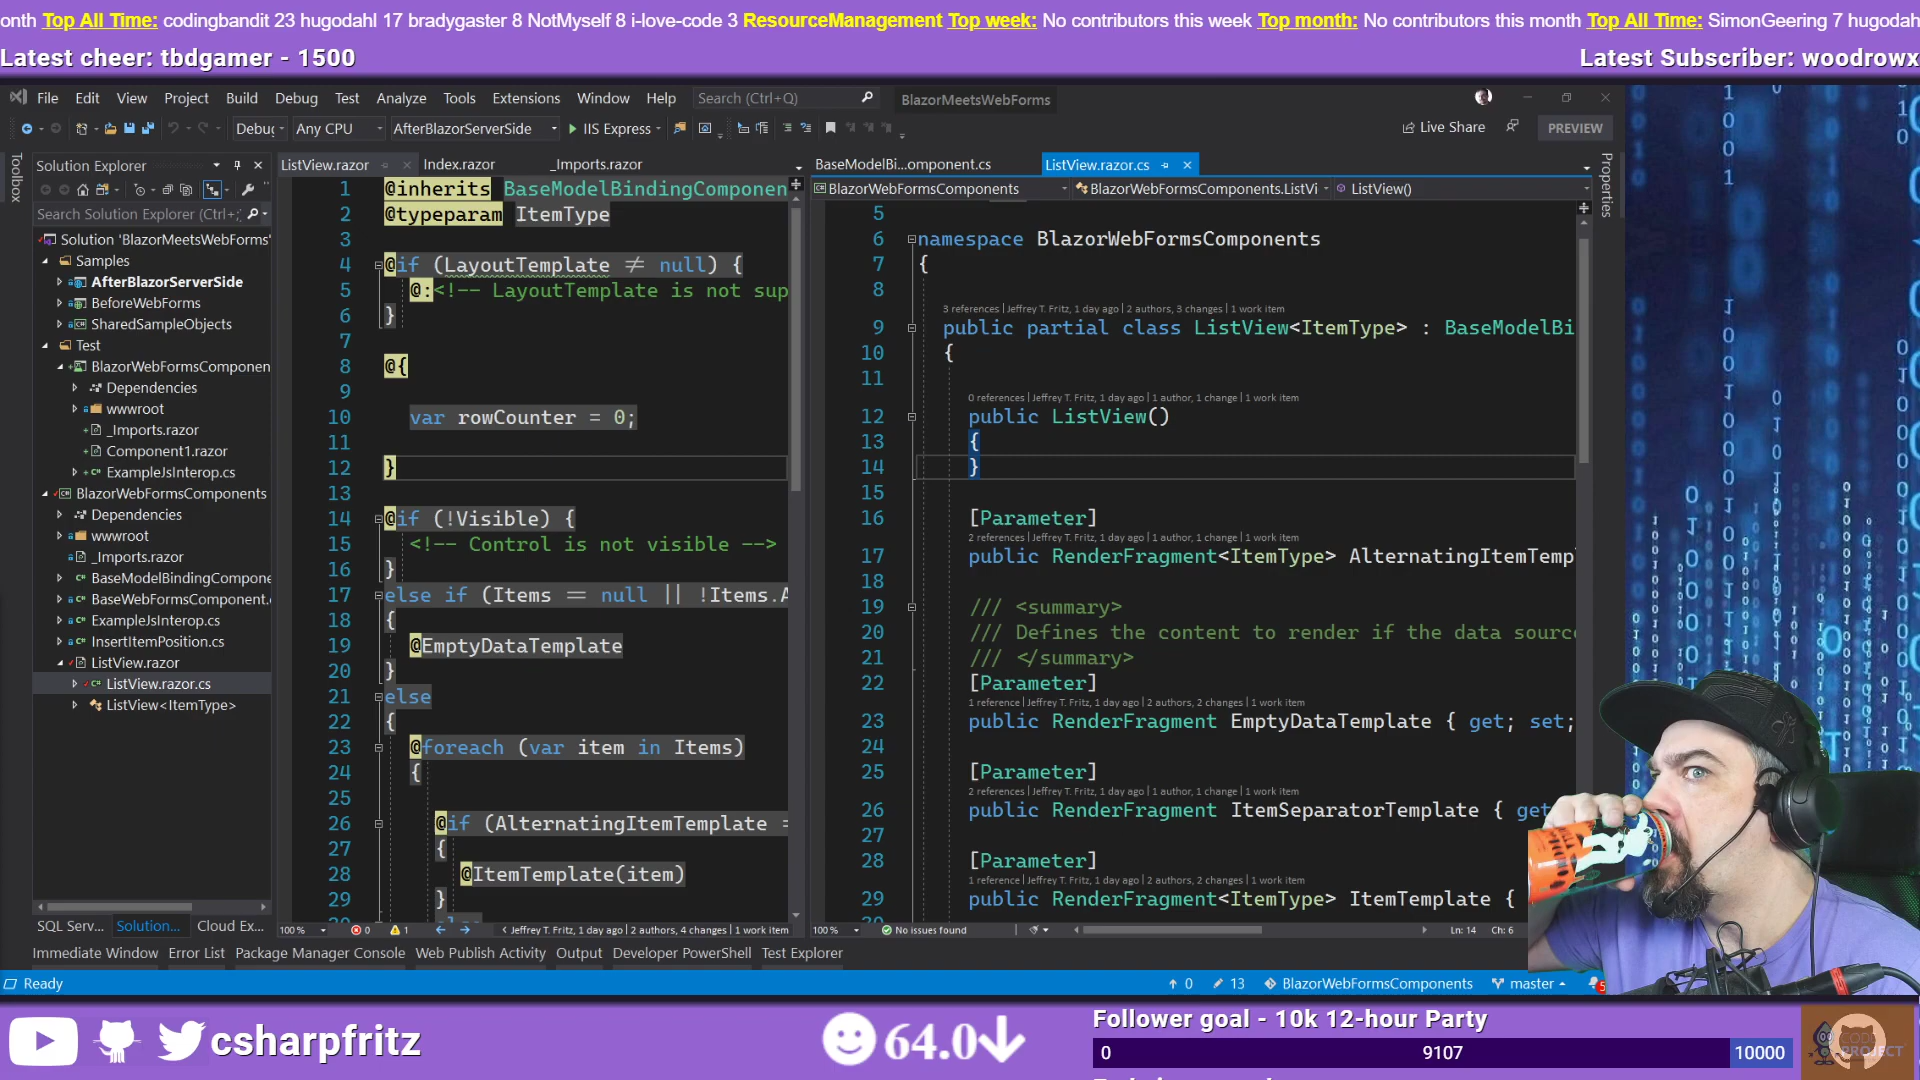 onth Top All Time: codingbandit 23 hugodahl 17 bradygaster 8 NotMyself 8 i-love-code 3 ResourceManagement Top week: No contributors this week Top month: No contributors this month Top All Time: SimonGeering 7 hugodah
Latest cheer: tbdgamer - 1500
Latest Subscriber: woodrowx
File Edit View Project Build Debug Test Analyze Tools Extensions Window Help Search (Ctrl+Q) BlazorMeetsWebForms
Debug Any CPU AfterBlazorServerSide IIS Express Live Share PREVIEW
Toolbox
Solution Explorer
Search Solution Explorer (Ctrl+;
Solution 'BlazorMeetsWebForms'
Samples
AfterBlazorServerSide
BeforeWebForms
SharedSampleObjects
Test
BlazorWebFormsComponen
Dependencies
wwwroot
_Imports.razor
Component1.razor
ExampleJsInterop.cs
BlazorWebFormsComponents
Dependencies
wwwroot
_Imports.razor
BaseModelBindingCompone
BaseWebFormsComponent.
ExampleJsInterop.cs
InsertItemPosition.cs
ListView.razor
ListView.razor.cs
ListView<ItemType>
SQL Serv... Solution... Cloud Ex...
ListView.razor Index.razor _Imports.razor
1 @inherits BaseModelBindingComponen
2 @typeparam ItemType
3
4 @if (LayoutTemplate ≠ null) {
5 @:<!-- LayoutTemplate is not sup
6 }
7
8 @{
9
10 var rowCounter = 0;
11
12 }
13
14 @if (!Visible) {
15 <!-- Control is not visible -->
16 }
17 else if (Items == null || !Items.A
18 {
19 @EmptyDataTemplate
20 }
21 else
22 {
23 @foreach (var item in Items)
24 {
25
26 @if (AlternatingItemTemplate =
27 {
28 @ItemTemplate(item)
29 }
100% 0 1 Jeffrey T. Fritz, 1 day ago | 2 authors, 4 changes | 1 work item
BaseModelBi...omponent.cs ListView.razor.cs
BlazorWebFormsComponents BlazorWebFormsComponents.ListVi ListView()
Properties
5
6 namespace BlazorWebFormsComponents
7 {
8
3 references | Jeffrey T. Fritz, 1 day ago | 2 authors, 3 changes | 1 work item
9 public partial class ListView<ItemType> : BaseModelBi
10 {
11
0 references | Jeffrey T. Fritz, 1 day ago | 1 author, 1 change | 1 work item
12 public ListView()
13 {
14 }
15
16 [Parameter]
2 references | Jeffrey T. Fritz, 1 day ago | 1 author, 1 change | 1 work item
17 public RenderFragment<ItemType> AlternatingItemTemp
18
19 /// <summary>
20 /// Defines the content to render if the data sourc
21 /// </summary>
22 [Parameter]
1 reference | Jeffrey T. Fritz, 1 day ago | 2 authors, 2 changes | 1 work item
23 public RenderFragment EmptyDataTemplate { get; set;
24
25 [Parameter]
2 references | Jeffrey T. Fritz, 1 day ago | 1 author, 1 change | 1 work item
26 public RenderFragment ItemSeparatorTemplate { get
27
28 [Parameter]
1 reference | Jeffrey T. Fritz, 1 day ago | 2 authors, 2 changes | 1 work item
29 public RenderFragment<ItemType> ItemTemplate {
100% No issues found Ln: 14 Ch: 6
Immediate Window Error List Package Manager Console Web Publish Activity Output Developer PowerShell Test Explorer
Ready 0 13 BlazorWebFormsComponents master 5
csharpfritz
64.0
Follower goal - 10k 12-hour Party
0 9107 10000